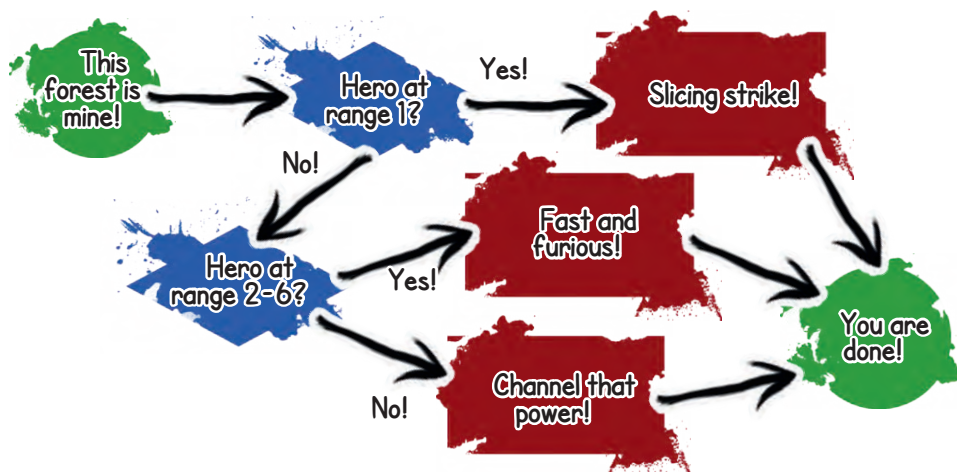 This
forest is
mine!
Hero at
range 1?
Yes!
Slicing strike!
No!
Hero at
range 2-6?
Yes!
Fast and
furious!
No!
Channel that
power!
You are
done!